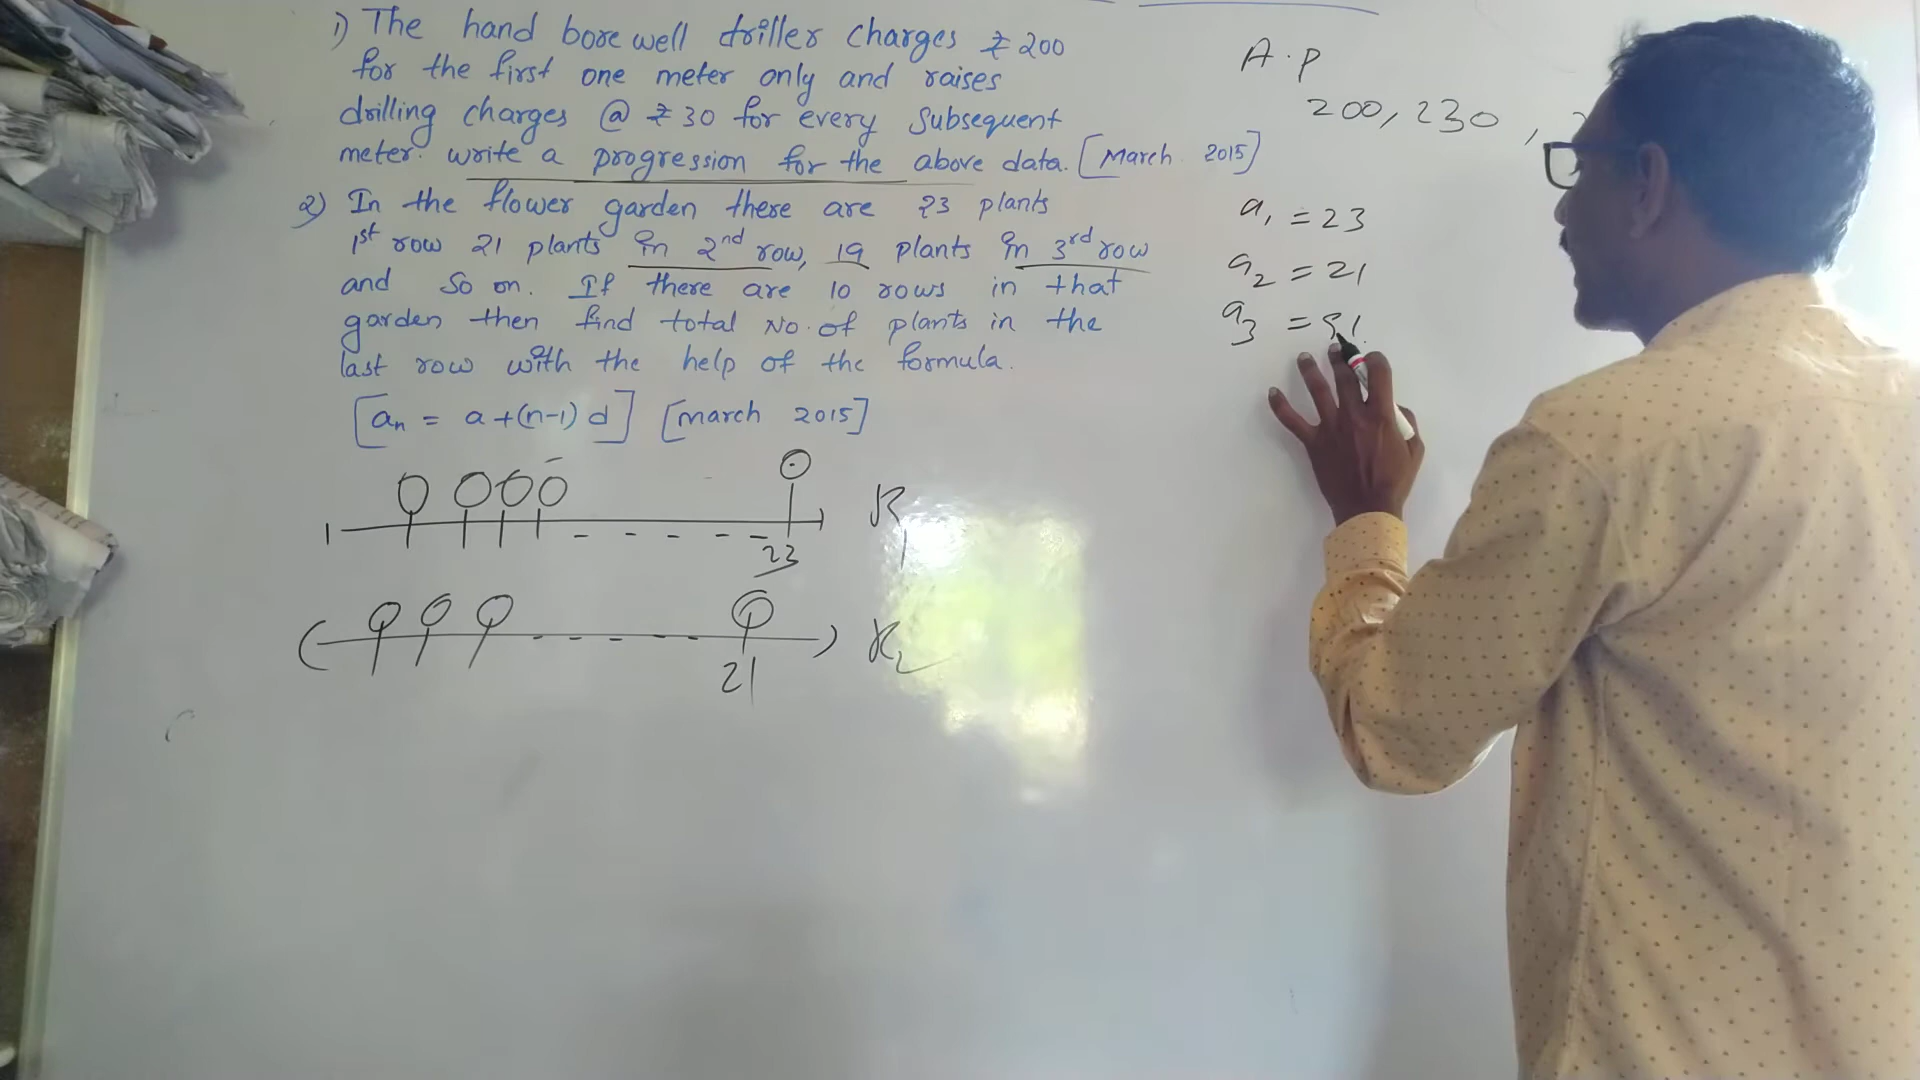 1) The hand bore well driller charges ₹ 200
for the first one meter only and raises
drilling charges @ ₹ 30 for every Subsequent
meter. write a progression for the above data. [March 2015]
2) In the flower garden there are 23 plants
1st row 21 plants in 2nd row, 19 plants in 3rd row
and so on. If there are 10 rows in that
garden then find total No. of plants in the
last row with the help of the formula.
[an = a + (n-1) d] [March 2015]
23
R1
21
R2
A.p
200, 230,
a1 = 23
a2 = 21
a3 =